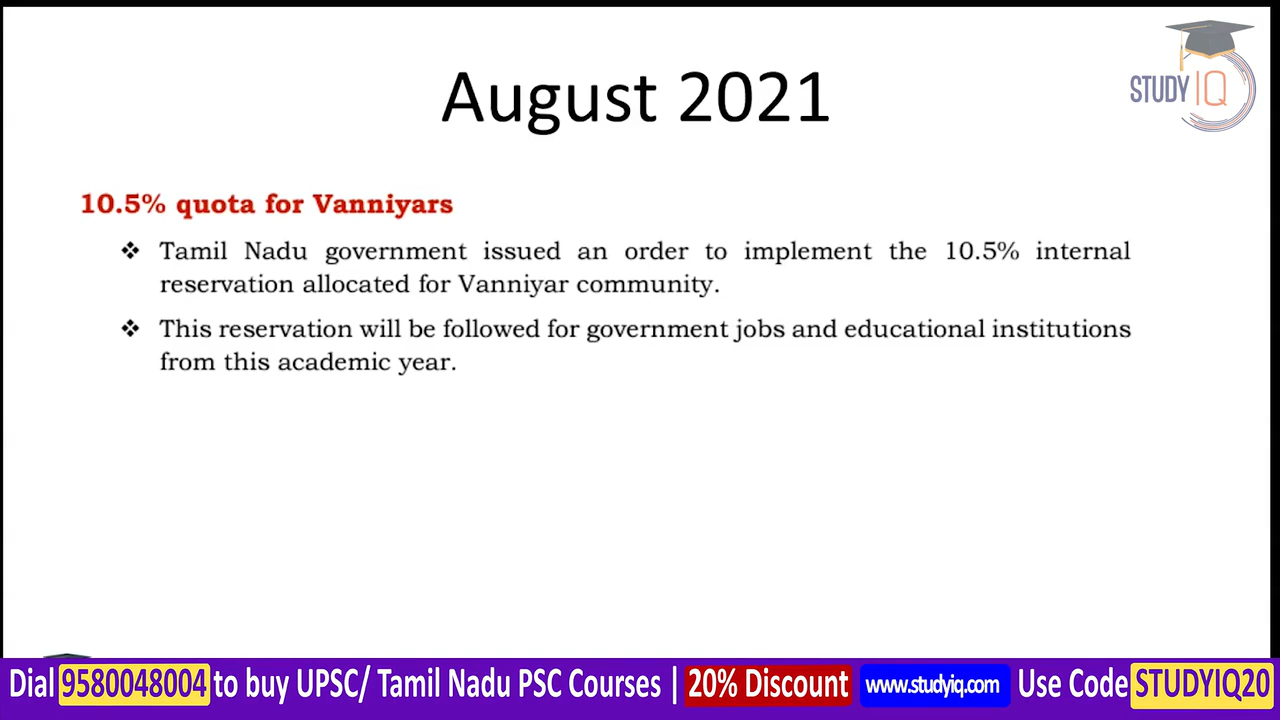 August 2021
STUDY IQ
10.5% quota for Vanniyars
❖ Tamil Nadu government issued an order to implement the 10.5% internal
reservation allocated for Vanniyar community.
❖ This reservation will be followed for government jobs and educational institutions
from this academic year.
Dial 9580048004 to buy UPSC/ Tamil Nadu PSC Courses | 20% Discount www.studyiq.com Use Code STUDYIQ20